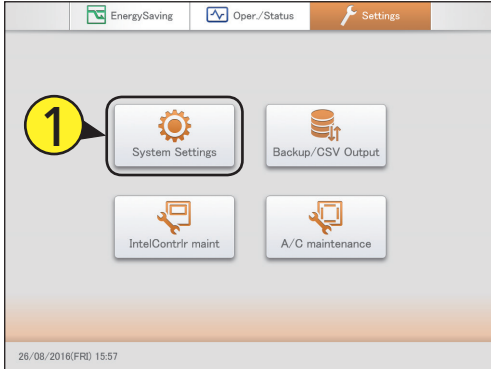 EnergySaving
Oper./Status
Settings
1
System Settings
Backup/CSV Output
IntelContrlr maint
A/C maintenance
26/08/2016(FRI) 15:57